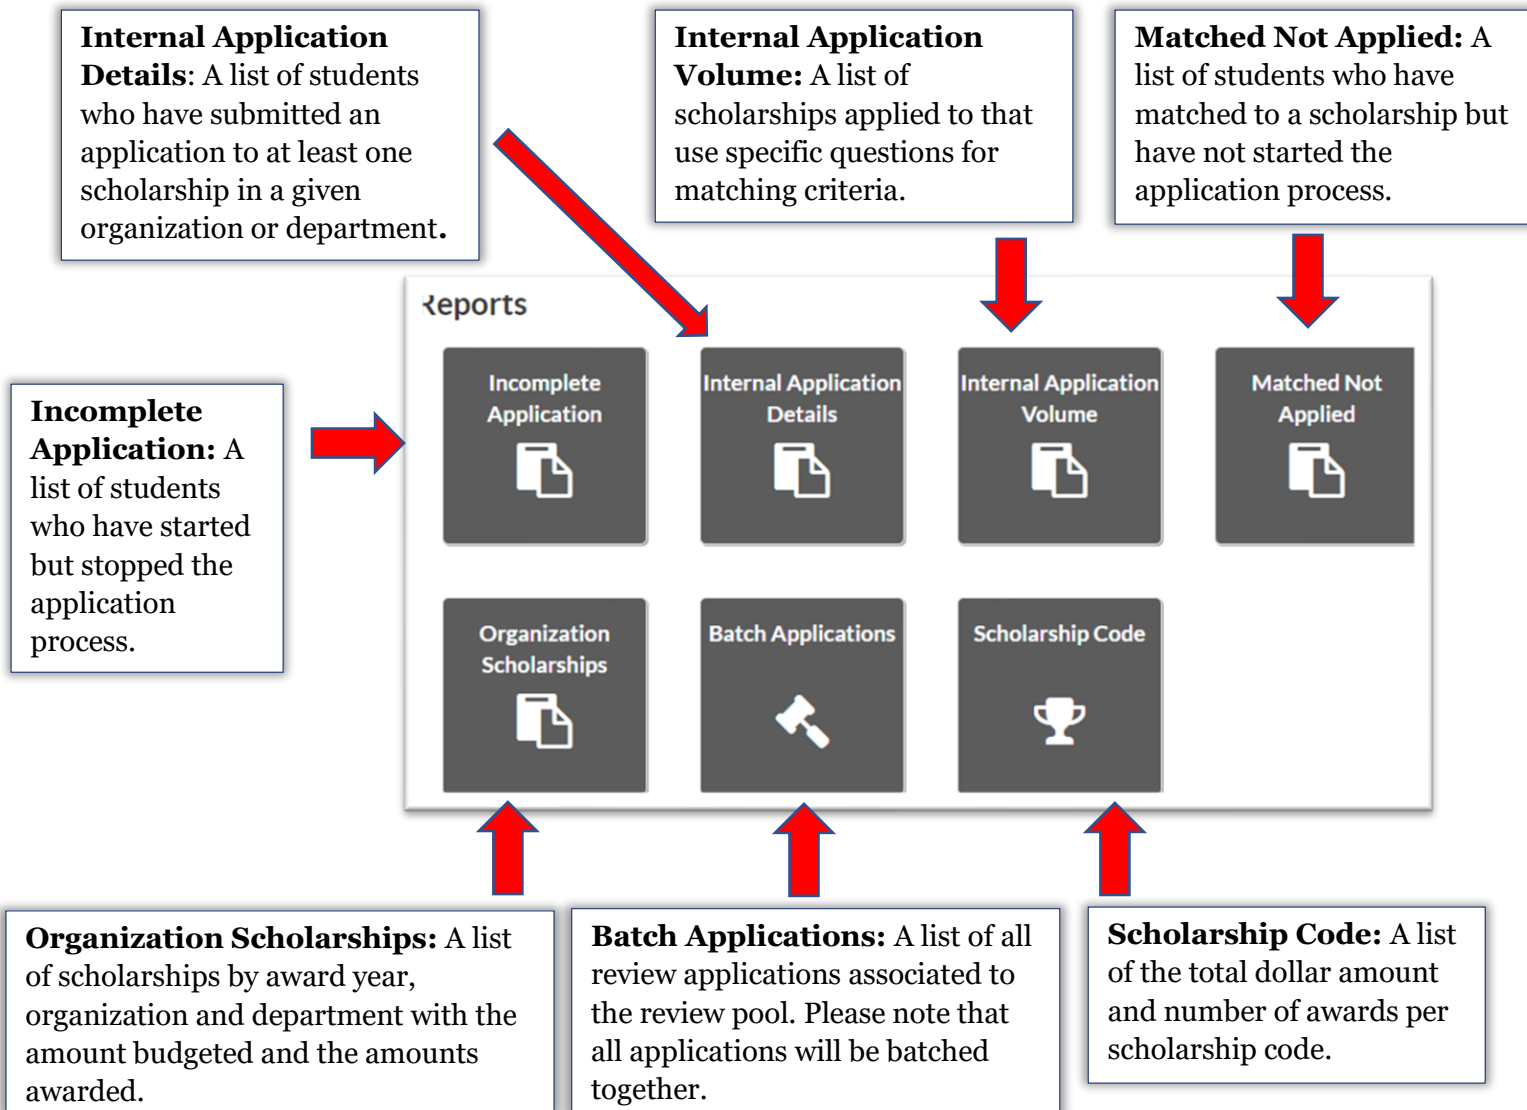 Internal Application
Details: A list of students
who have submitted an
application to at least one
scholarship in a given
organization or department.
Internal Application
Volume: A list of
scholarships applied to that
use specific questions for
matching criteria.
Matched Not Applied: A
list of students who have
matched to a scholarship but
have not started the
application process.
Reports
Incomplete
Application: A
list of students
who have started
but stopped the
application
process.
Incomplete
Application
Internal Application
Details
Internal Application
Volume
Matched Not
Applied
Organization
Scholarships
Batch Applications
Scholarship Code
Organization Scholarships: A list
of scholarships by award year,
organization and department with the
amount budgeted and the amounts
awarded.
Batch Applications: A list of all
review applications associated to
the review pool. Please note that
all applications will be batched
together.
Scholarship Code: A list
of the total dollar amount
and number of awards per
scholarship code.